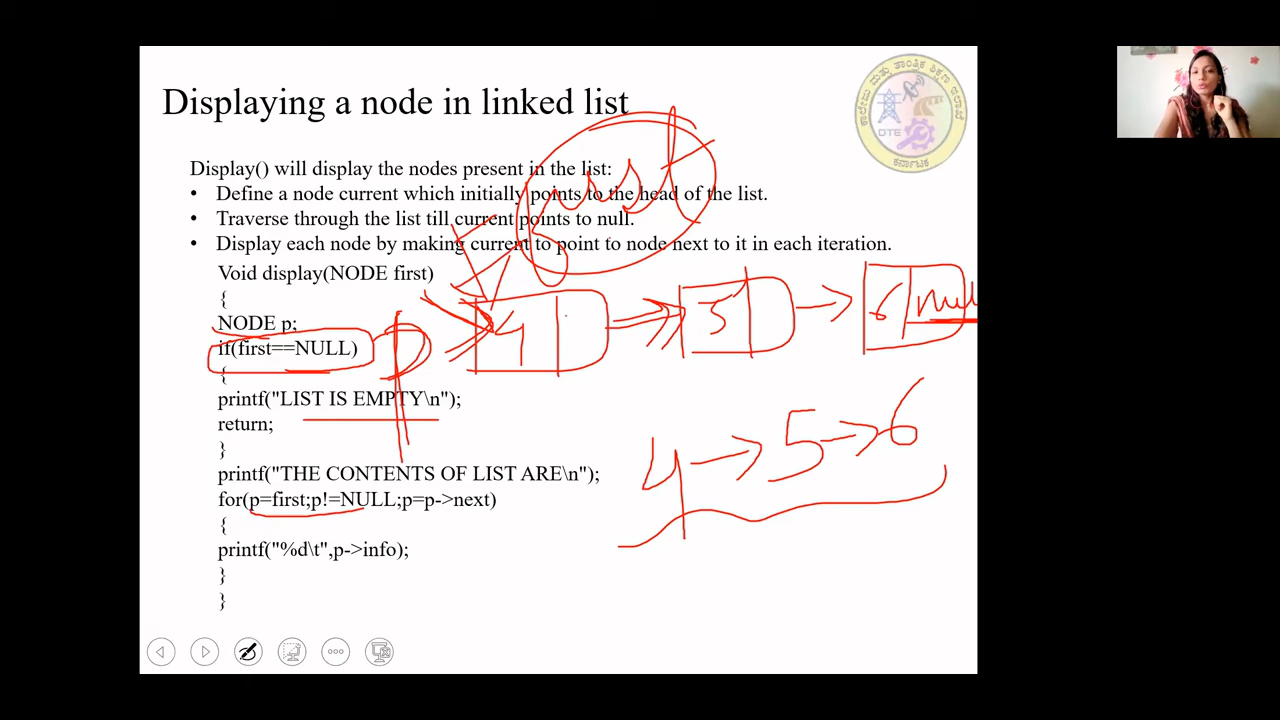 Displaying a node in linked list
Display() will display the nodes present in the list:
• Define a node current which initially points to the head of the list.
• Traverse through the list till current points to null.
• Display each node by making current to point to node next to it in each iteration.
Void display(NODE first)
{
NODE p;
if(first==NULL)
{
printf("LIST IS EMPTY\n");
return;
}
printf("THE CONTENTS OF LIST ARE\n");
for(p=first;p!=NULL;p=p->next)
{
printf("%d\t",p->info);
}
}
first
p
4 5 6 null
4 → 5 → 6
DTE
ಕರ್ನಾಟಕ